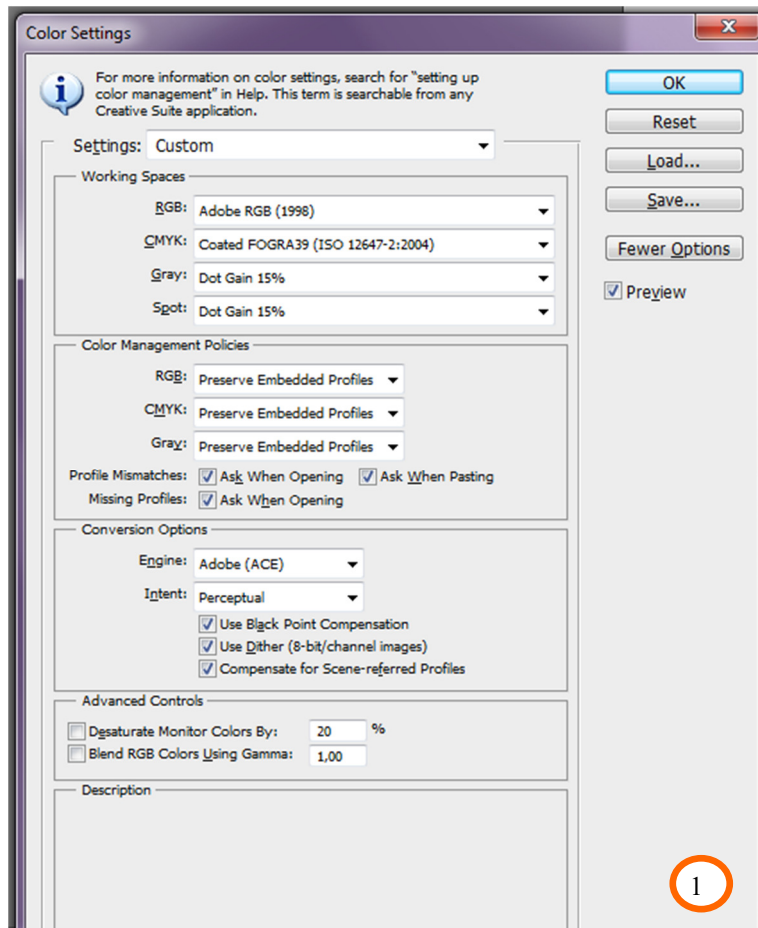 Color Settings
For more information on color settings, search for “setting up
color management” in Help. This term is searchable from any
Creative Suite application.
OK
Reset
Load...
Save...
Fewer Options
Preview
Settings: Custom
Working Spaces
RGB: Adobe RGB (1998)
CMYK: Coated FOGRA39 (ISO 12647-2:2004)
Gray: Dot Gain 15%
Spot: Dot Gain 15%
Color Management Policies
RGB: Preserve Embedded Profiles
CMYK: Preserve Embedded Profiles
Gray: Preserve Embedded Profiles
Profile Mismatches: Ask When Opening Ask When Pasting
Missing Profiles: Ask When Opening
Conversion Options
Engine: Adobe (ACE)
Intent: Perceptual
Use Black Point Compensation
Use Dither (8-bit/channel images)
Compensate for Scene-referred Profiles
Advanced Controls
Desaturate Monitor Colors By: 20 %
Blend RGB Colors Using Gamma: 1,00
Description
1